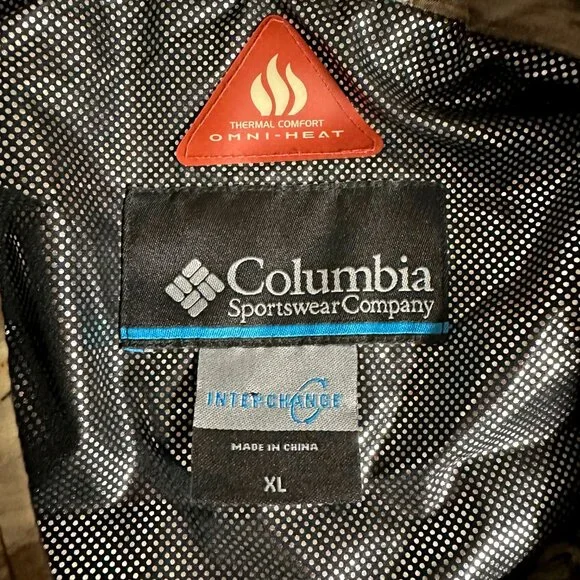 THERMAL COMFORT
OMNI-HEAT
Columbia
Sportswear Company
INTERCHANGE
MADE IN CHINA
XL